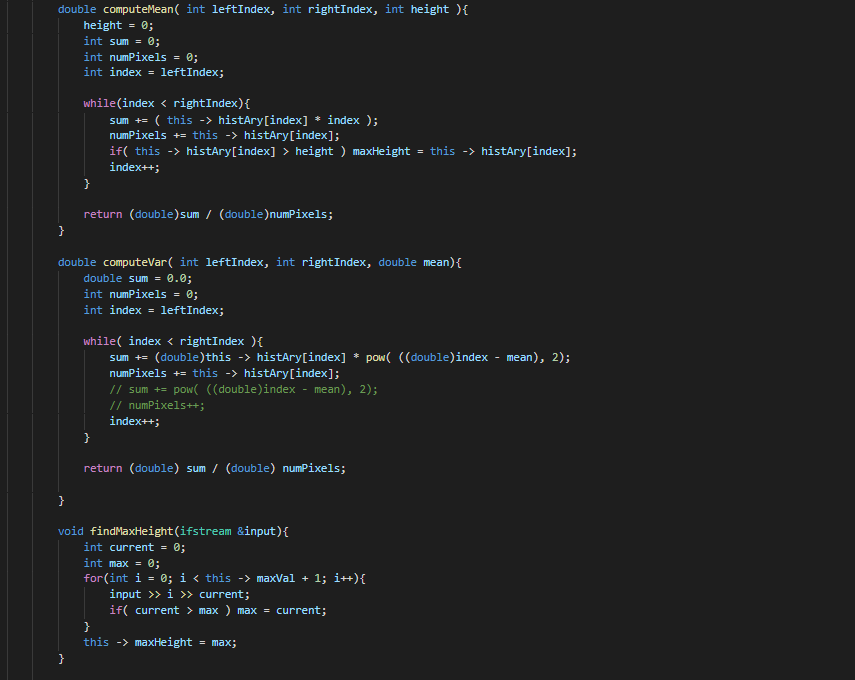 double computeMean( int leftIndex, int rightIndex, int height ){
height = 0;
int sum = 0;
int numPixels = 0;
int index = leftIndex;
while(index < rightIndex){
sum += ( this -> histAry[index] * index );
numPixels += this -> histAry[index];
if( this -> histAry[index] > height ) maxHeight = this -> histAry[index];
index++;
}
return (double)sum / (double)numPixels;
}
double computeVar( int leftIndex, int rightIndex, double mean){
double sum = 0.0;
int numPixels = 0;
int index = leftIndex;
while( index < rightIndex ){
sum += (double)this -> histAry[index] * pow( ((double)index - mean), 2);
numPixels += this -> histAry[index];
// sum += pow( ((double)index - mean), 2);
// numPixels++;
index++;
}
return (double) sum / (double) numPixels;
}
void findMaxHeight(ifstream &input){
int current = 0;
int max = 0;
for(int i = 0; i < this -> maxVal + 1; i++){
input >> i >> current;
if( current > max ) max = current;
}
this -> maxHeight = max;
}